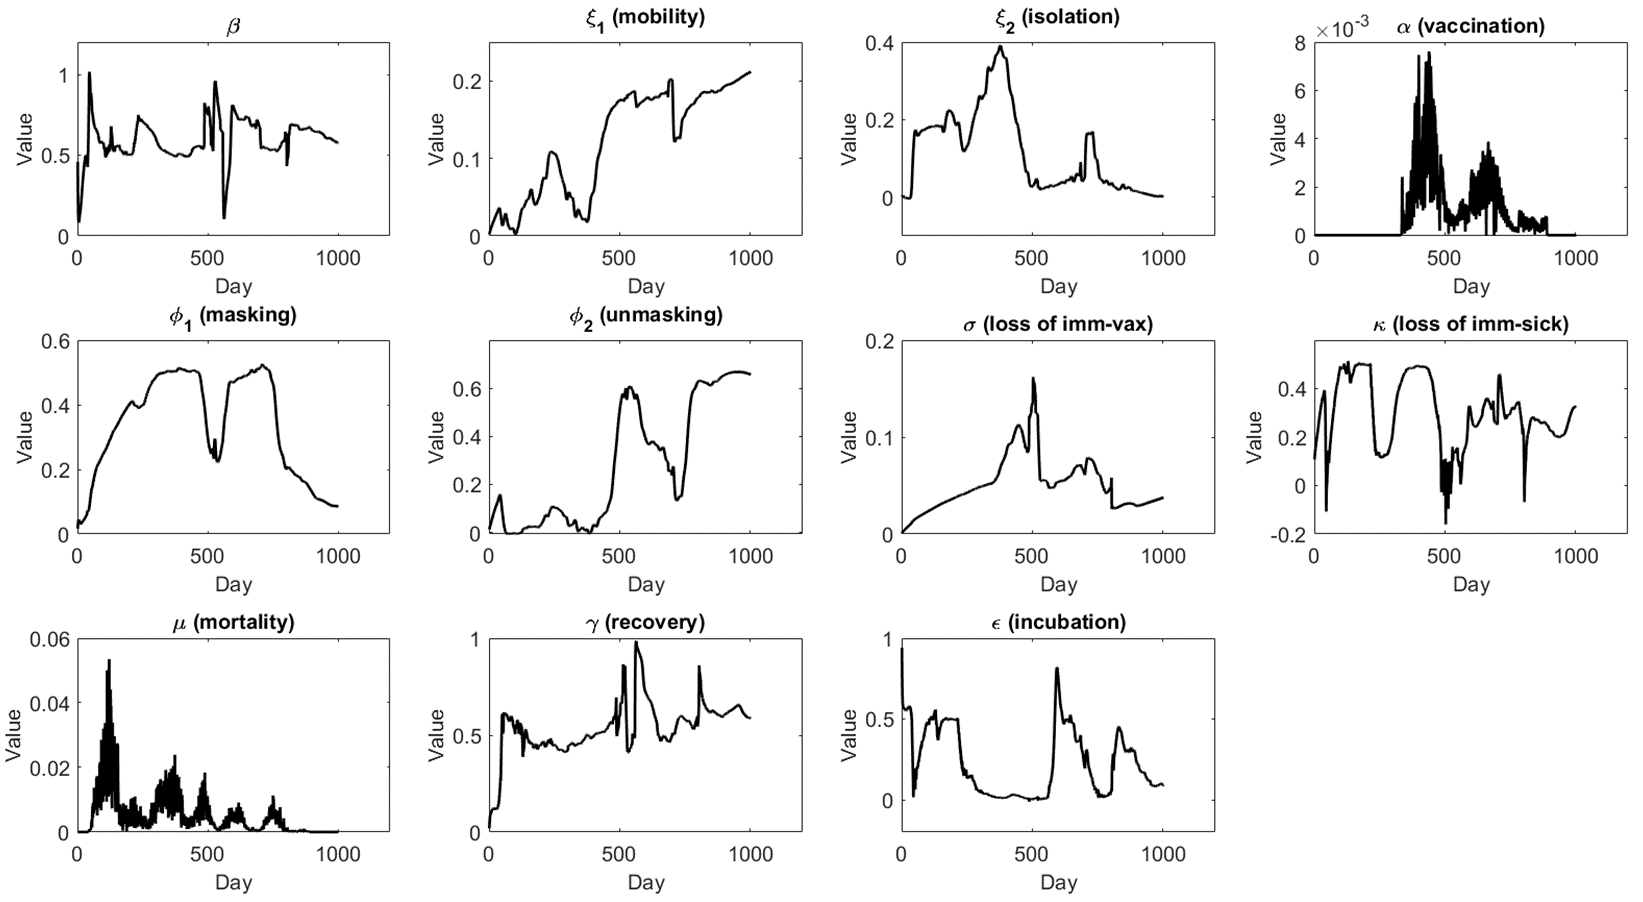 β
1
0.5
0
Value
0 500 1000
Day
ξ1 (mobility)
0.2
0.1
0
Value
0 500 1000
Day
ξ2 (isolation)
0.4
0.2
0
Value
0 500 1000
Day
×10-3 α (vaccination)
8
6
4
2
0
Value
0 500 1000
Day
ϕ1 (masking)
0.6
0.4
0.2
0
Value
0 500 1000
Day
ϕ2 (unmasking)
0.6
0.4
0.2
0
Value
0 500 1000
Day
σ (loss of imm-vax)
0.2
0.1
0
Value
0 500 1000
Day
κ (loss of imm-sick)
0.4
0.2
0
-0.2
Value
0 500 1000
Day
μ (mortality)
0.06
0.04
0.02
0
Value
0 500 1000
Day
γ (recovery)
1
0.5
0
Value
0 500 1000
Day
ϵ (incubation)
1
0.5
0
Value
0 500 1000
Day